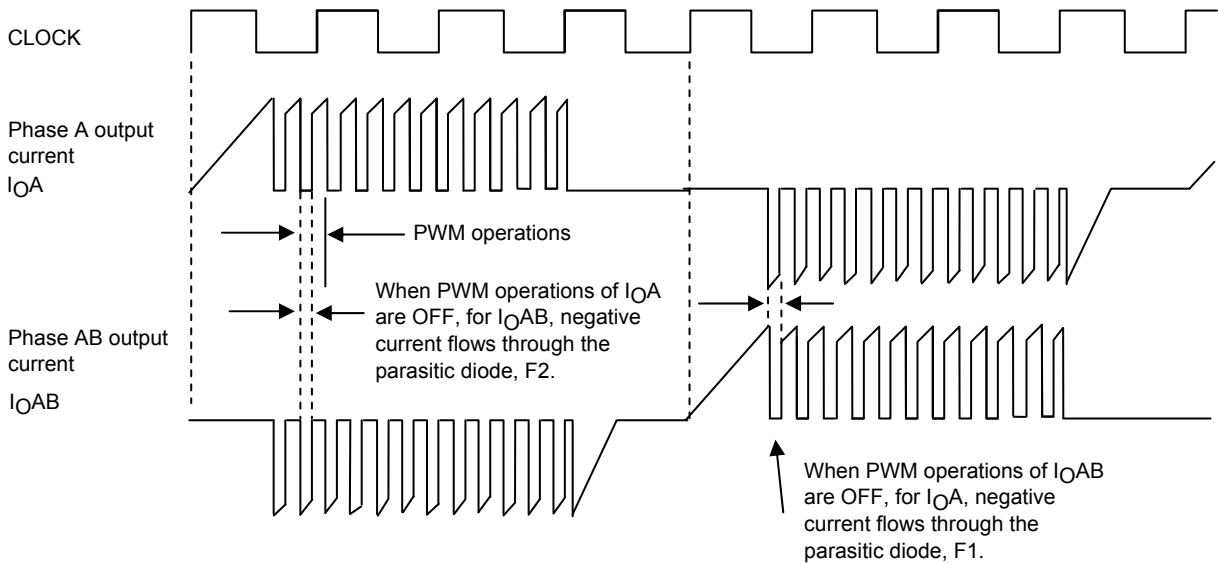 CLOCK
Phase A output
current
IOA
PWM operations
When PWM operations of IOA
are OFF, for IOAB, negative
current flows through the
parasitic diode, F2.
Phase AB output
current
IOAB
When PWM operations of IOAB
are OFF, for IOA, negative
current flows through the
parasitic diode, F1.